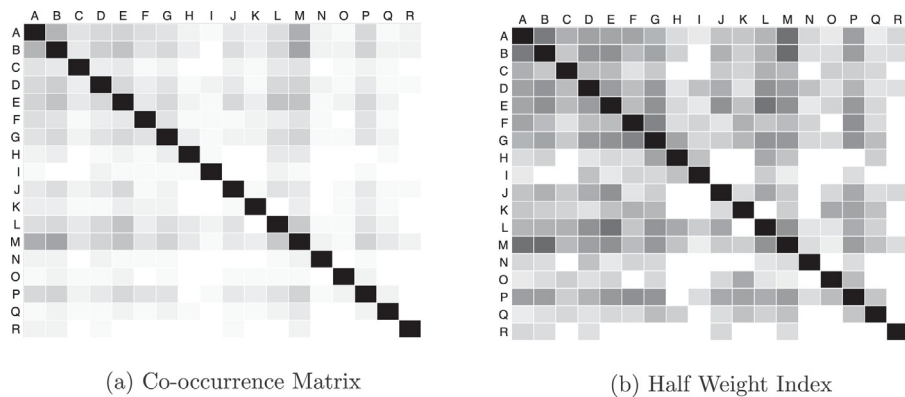 A B C D E F G H I J K L M N O P Q R
A
B
C
D
E
F
G
H
I
J
K
L
M
N
O
P
Q
R
(a) Co-occurrence Matrix
A B C D E F G H I J K L M N O P Q R
A
B
C
D
E
F
G
H
I
J
K
L
M
N
O
P
Q
R
(b) Half Weight Index